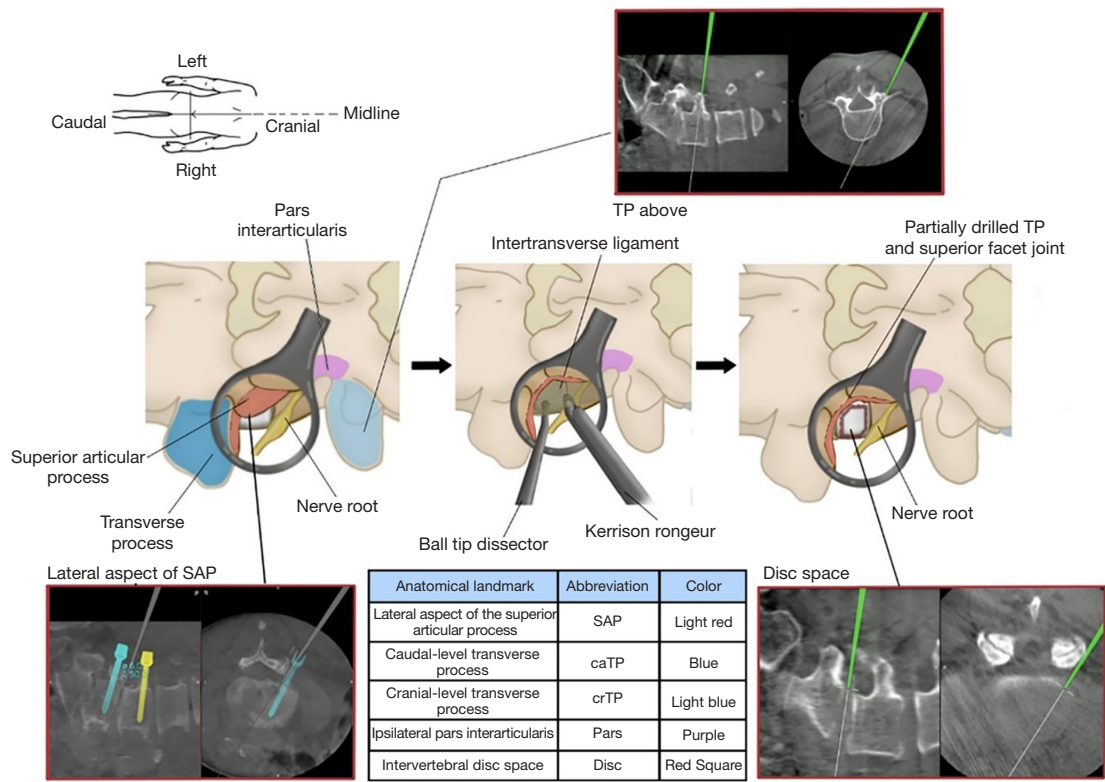 Left
Caudal
Cranial
Midline
Right
TP above
Pars
interarticularis
Intertransverse ligament
Partially drilled TP
and superior facet joint
Superior articular
process
Transverse
process
Nerve root
Ball tip dissector
Kerrison rongeur
Nerve root
Lateral aspect of SAP
Disc space
Anatomical landmark Abbreviation Color
Lateral aspect of the superior
articular process SAP Light red
Caudal-level transverse
process caTP Blue
Cranial-level transverse
process crTP Light blue
Ipsilateral pars interarticularis Pars Purple
Intervertebral disc space Disc Red Square